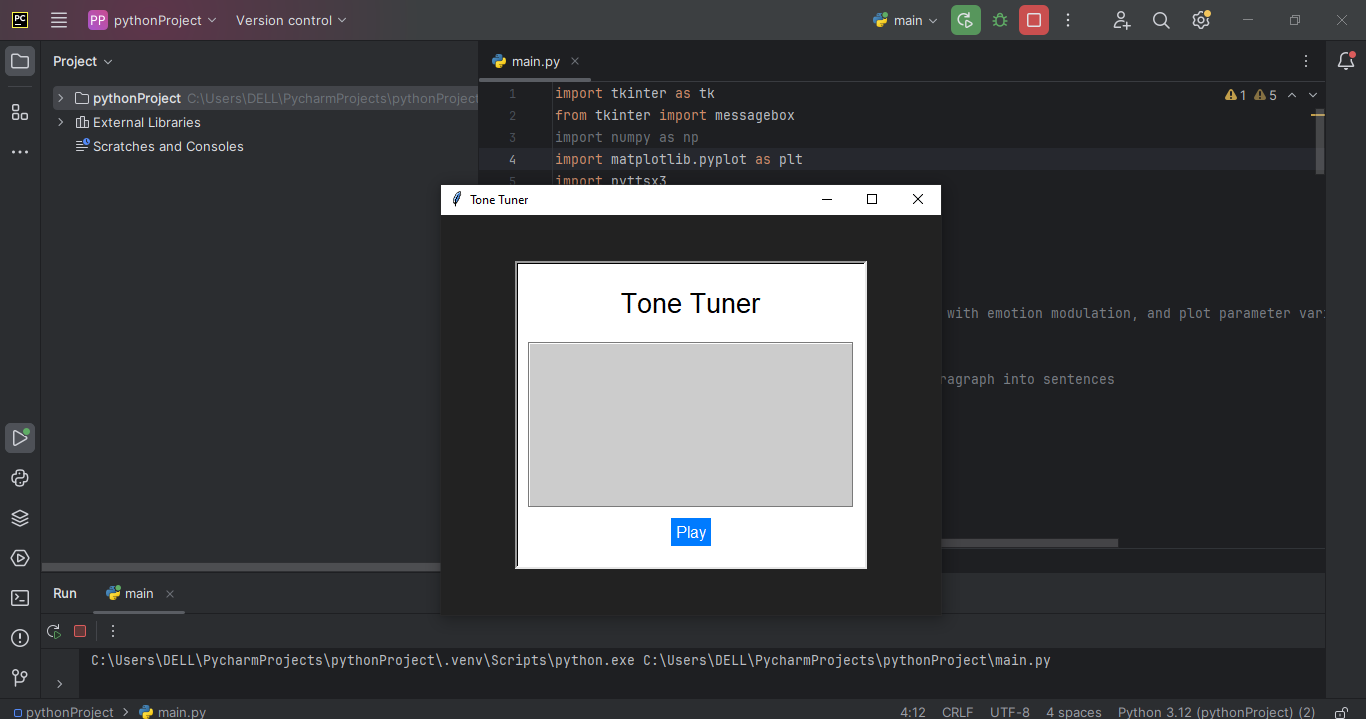 PC PP pythonProject Version control main
Project
main.py
pythonProject C:\Users\DELL\PycharmProjects\pythonProject
External Libraries
Scratches and Consoles
1 import tkinter as tk
2 from tkinter import messagebox
3 import numpy as np
4 import matplotlib.pyplot as plt
5 import pyttsx3
1 5
Tone Tuner
Tone Tuner
Play
with emotion modulation, and plot parameter var
ragraph into sentences
Run main
C:\Users\DELL\PycharmProjects\pythonProject\.venv\Scripts\python.exe C:\Users\DELL\PycharmProjects\pythonProject\main.py
pythonProject > main.py
4:12 CRLF UTF-8 4 spaces Python 3.12 (pythonProject) (2)